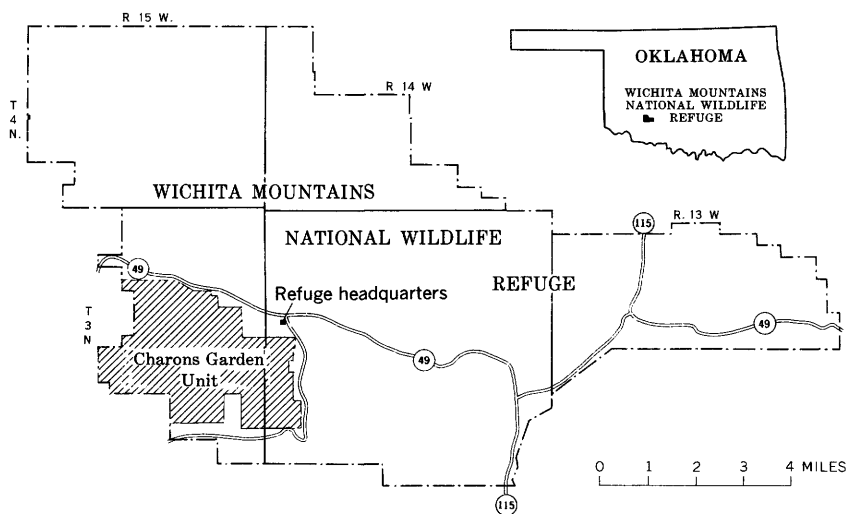 R 15 W.
OKLAHOMA
WICHITA MOUNTAINS
NATIONAL WILDLIFE
REFUGE
R 14 W
T
4
N.
WICHITA MOUNTAINS
NATIONAL WILDLIFE
REFUGE
R. 13 W
115
49
Refuge headquarters
T
3
N
Charons Garden
Unit
49
49
0 1 2 3 4 MILES
115